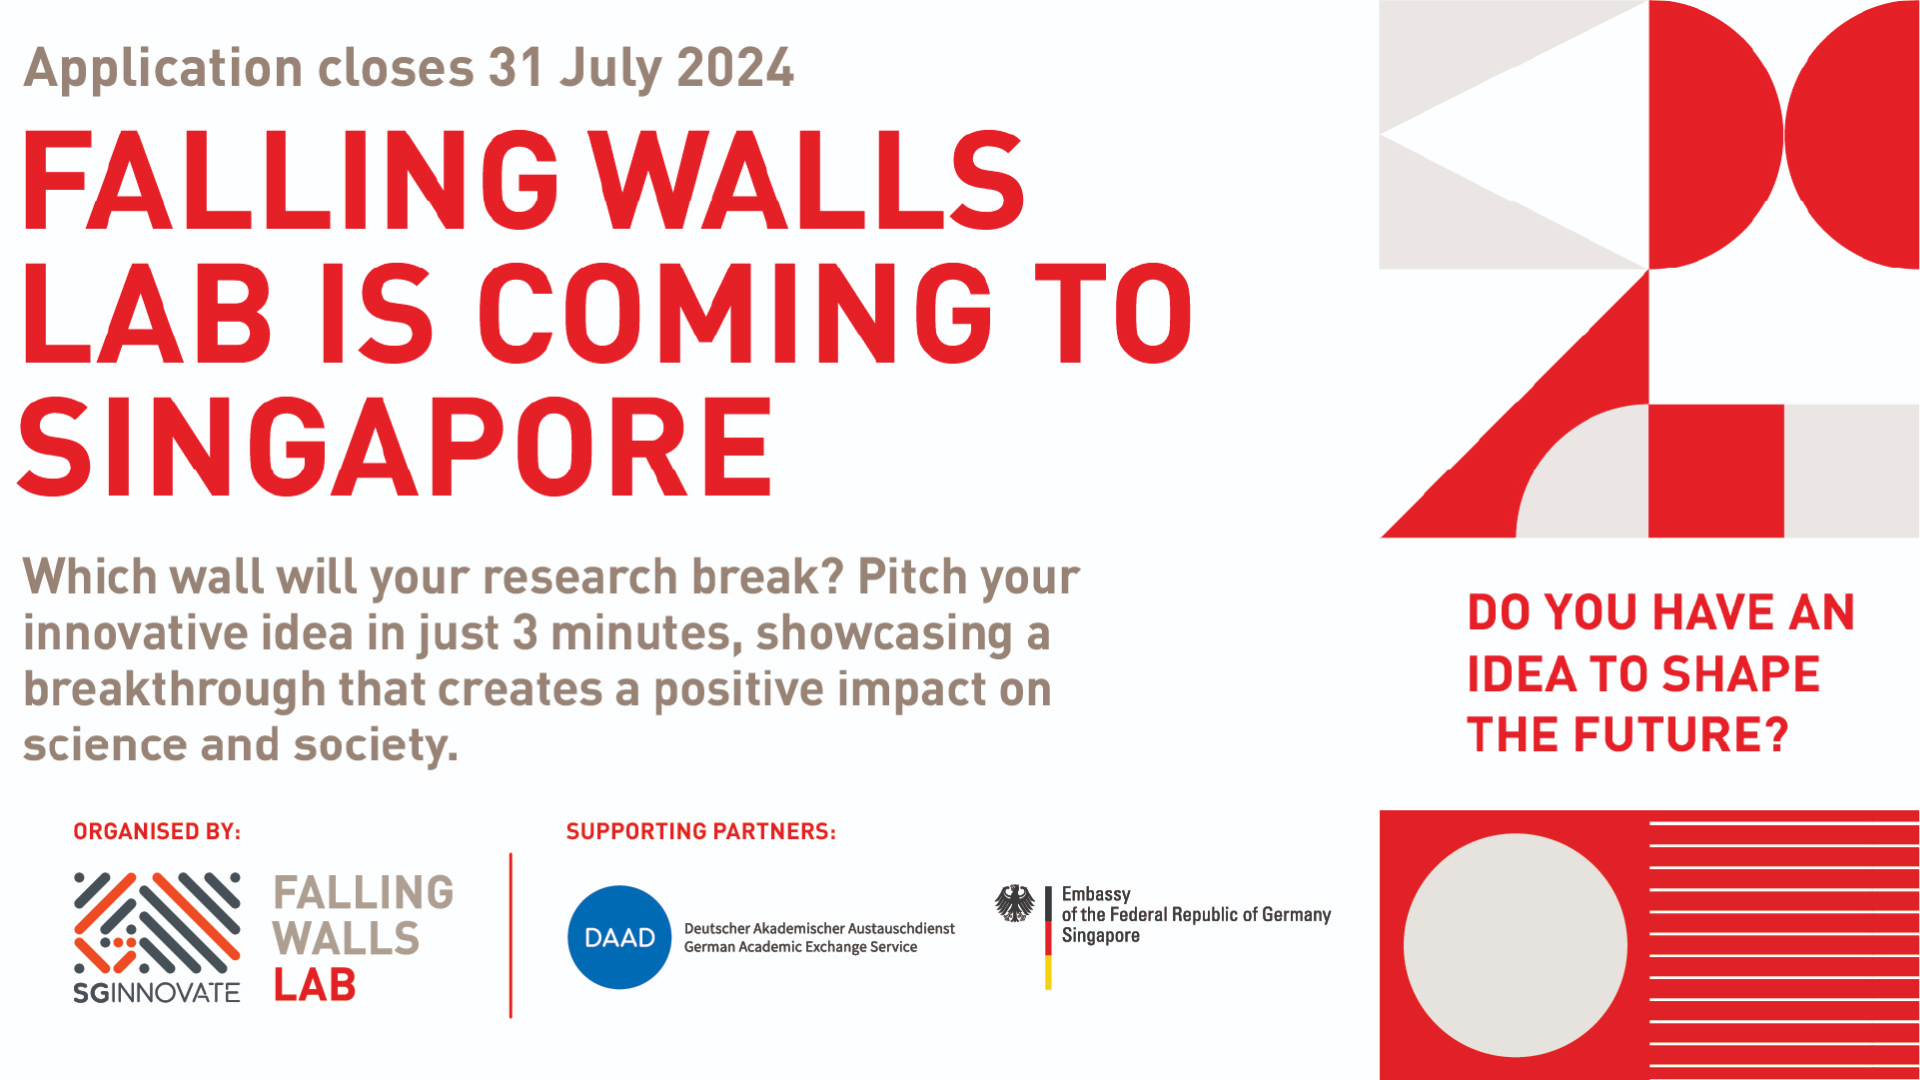 Application closes 31 July 2024
FALLING WALLS
LAB IS COMING TO
SINGAPORE
Which wall will your research break? Pitch your
innovative idea in just 3 minutes, showcasing a
breakthrough that creates a positive impact on
science and society.
DO YOU HAVE AN
IDEA TO SHAPE
THE FUTURE?
ORGANISED BY:
SGINNOVATE
FALLING
WALLS
LAB
SUPPORTING PARTNERS:
DAAD
Deutscher Akademischer Austauschdienst
German Academic Exchange Service
Embassy
of the Federal Republic of Germany
Singapore